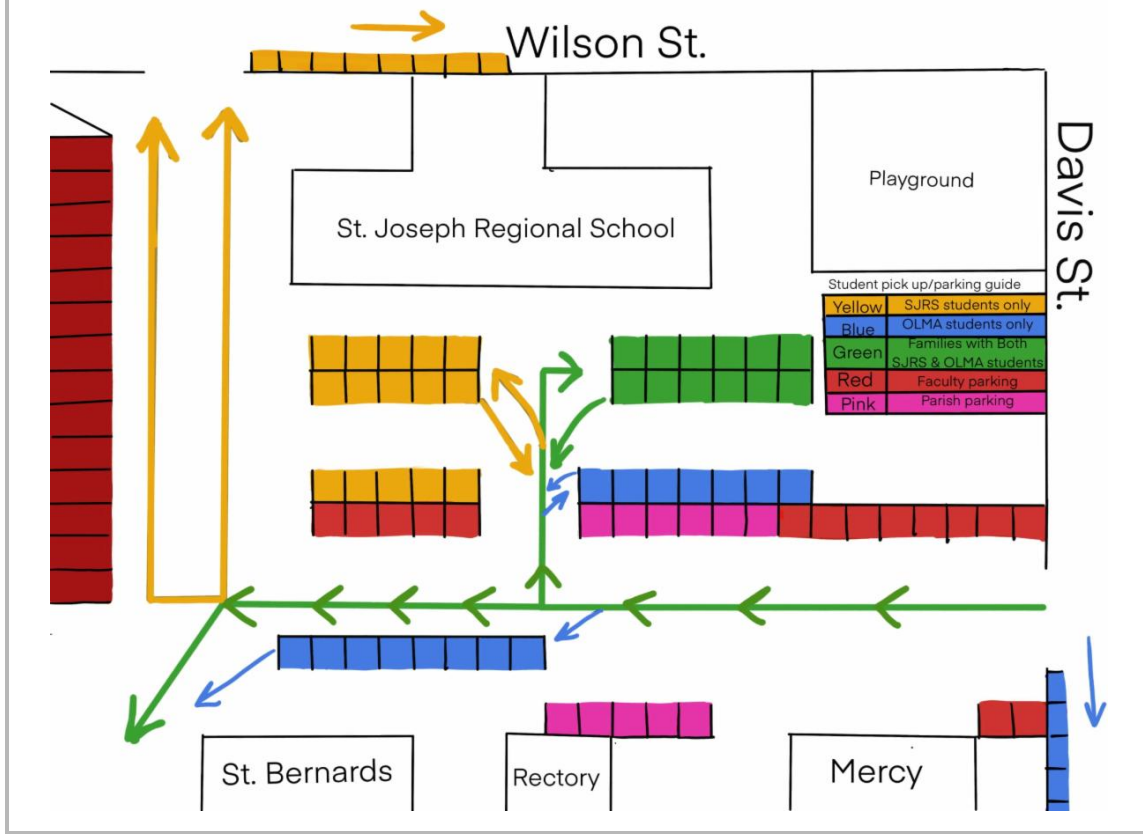 Wilson St.
Davis St.
Playground
St. Joseph Regional School
Student pick up/parking guide
Yellow SJRS students only
Blue OLMA students only
Green Families with Both
SJRS & OLMA students
Red Faculty parking
Pink Parish parking
St. Bernards
Rectory
Mercy